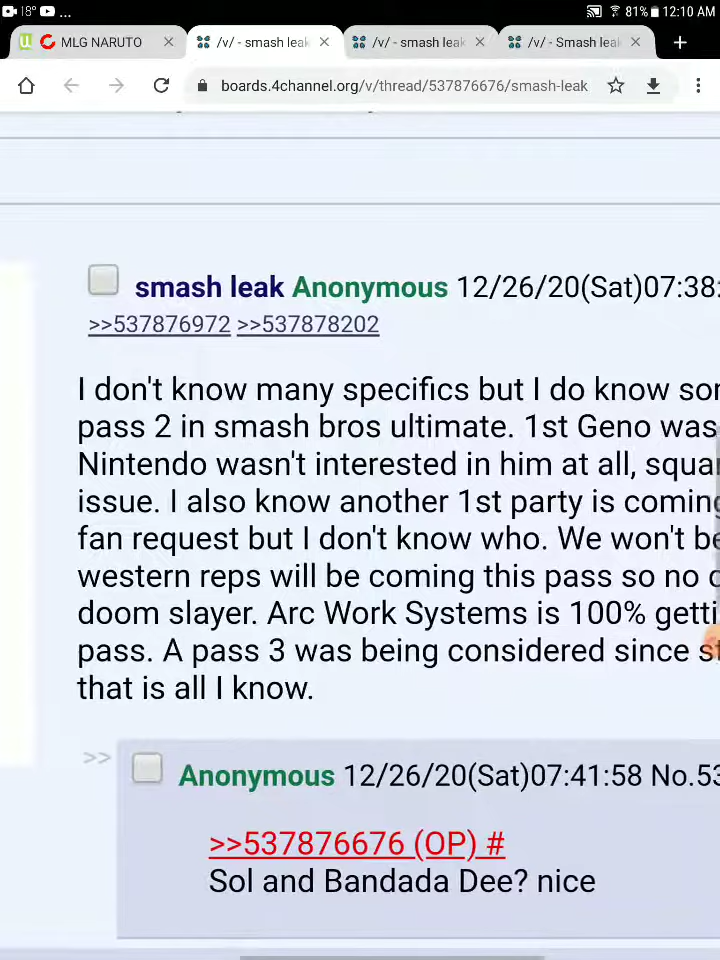 18° ... 81% 12:10 AM
MLG NARUTO /v/ - smash leak /v/ - smash leak /v/ - Smash leak
boards.4channel.org/v/thread/537876676/smash-leak
smash leak Anonymous 12/26/20(Sat)07:38:
>>537876972 >>537878202
I don't know many specifics but I do know
pass 2 in smash bros ultimate. 1st Geno was
Nintendo wasn't interested in him at all,
issue. I also know another 1st party is coming
fan request but I don't know who. We won't be
western reps will be coming this pass so no
doom slayer. Arc Work Systems is 100%
pass. A pass 3 was being considered since
that is all I know.
>> Anonymous 12/26/20(Sat)07:41:58 No.53
>>537876676 (OP) #
Sol and Bandada Dee? nice